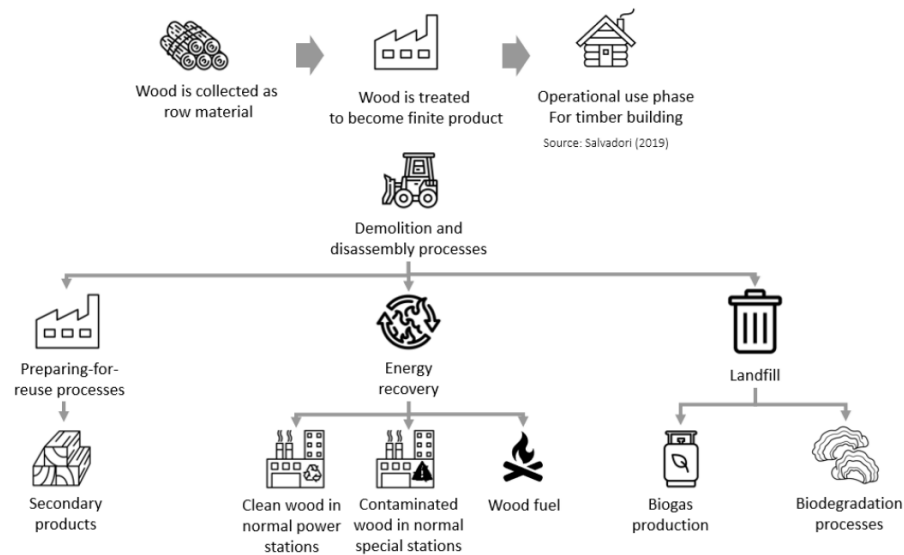 Wood is collected as
row material
Wood is treated
to become finite product
Operational use phase
For timber building
Source: Salvadori (2019)
Demolition and
disassembly processes
Preparing-for-
reuse processes
Energy
recovery
Landfill
Secondary
products
Clean wood in
normal power
stations
Contaminated
wood in normal
special stations
Wood fuel
Biogas
production
Biodegradation
processes